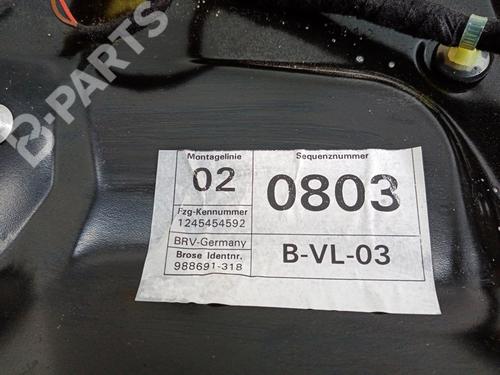 B-PARTS
Montagelinie
02
Sequenznummer
0803
Fzg-Kennummer
1245454592
BRV-Germany
Brose Identnr.
988691-318
B-VL-03